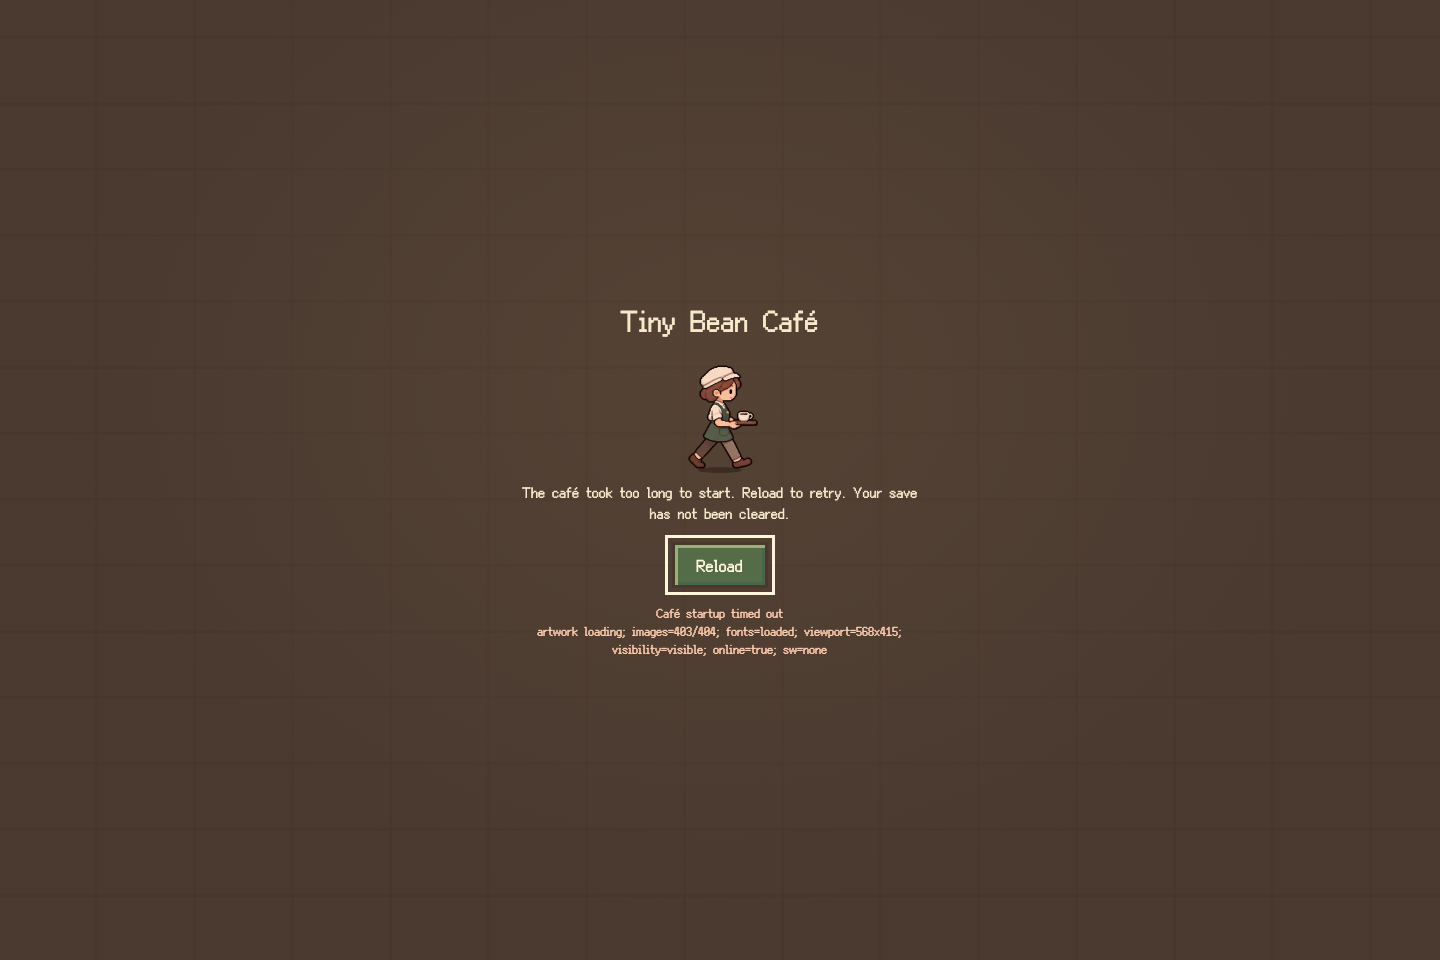 Tiny Bean Café
The café took too long to start. Reload to retry. Your save
has not been cleared.
Reload
Café startup timed out
artwork loading; images=403/404; fonts=loaded; viewport=568x415;
visibility=visible; online=true; sw=none